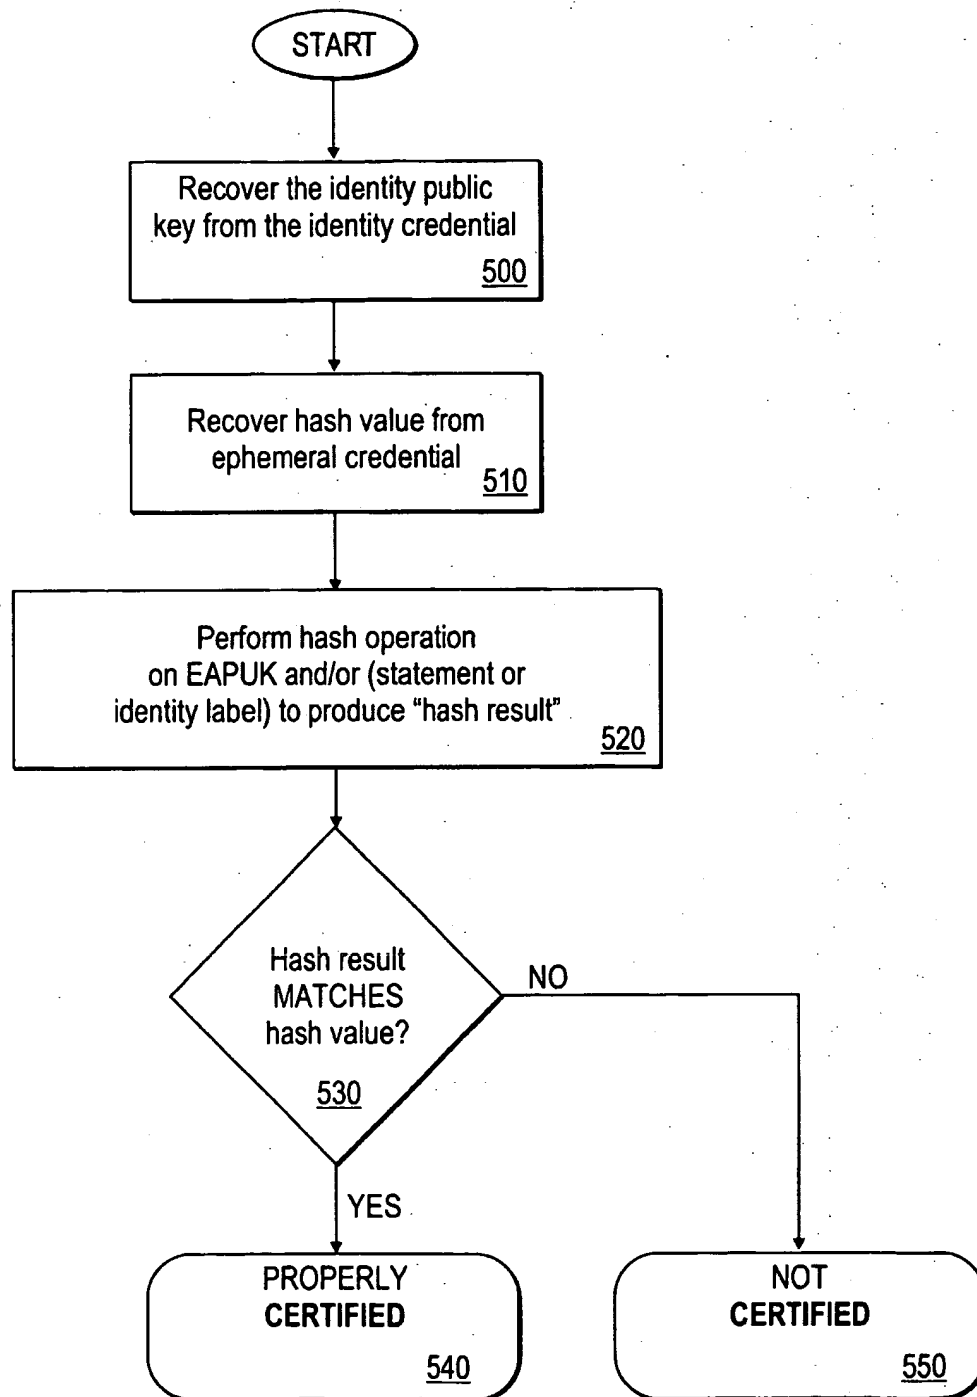 START
Recover the identity public
key from the identity credential
500
Recover hash value from
ephemeral credential
510
Perform hash operation
on EAPUK and/or (statement or
identity label) to produce “hash result”
520
Hash result
MATCHES
hash value?
530
NO
YES
PROPERLY
CERTIFIED
540
NOT
CERTIFIED
550